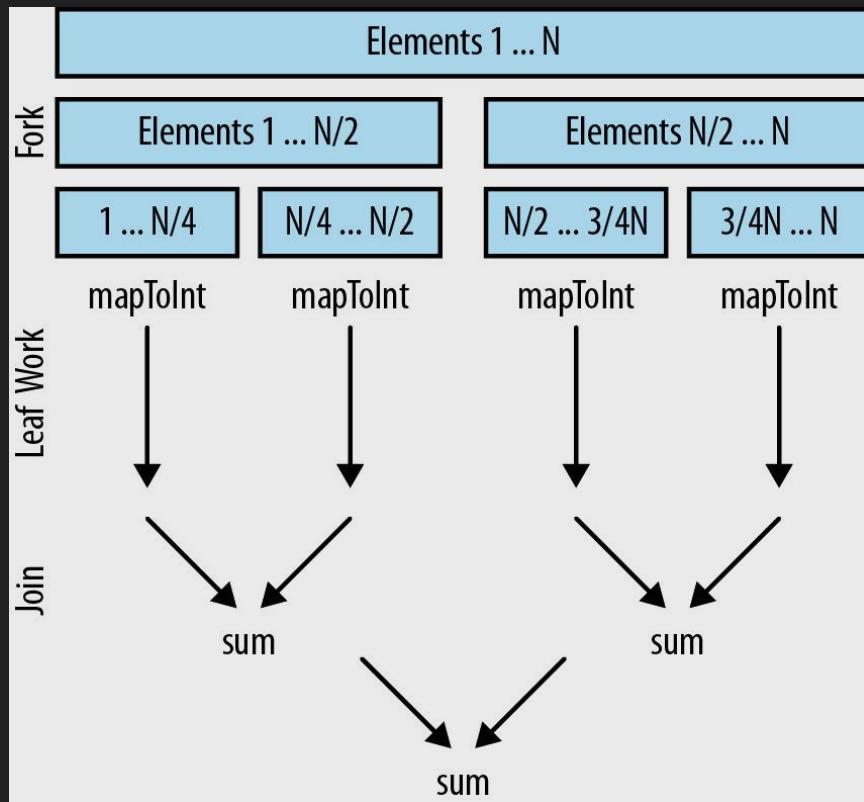 Elements 1 ... N
Fork
Elements 1 ... N/2
Elements N/2 ... N
1 ... N/4
N/4 ... N/2
N/2 ... 3/4N
3/4N ... N
mapToInt
mapToInt
mapToInt
mapToInt
Leaf Work
Join
sum
sum
sum